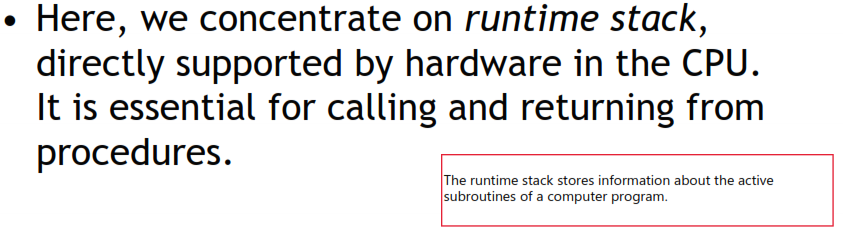 • Here, we concentrate on runtime stack,
directly supported by hardware in the CPU.
It is essential for calling and returning from
procedures.
The runtime stack stores information about the active
subroutines of a computer program.